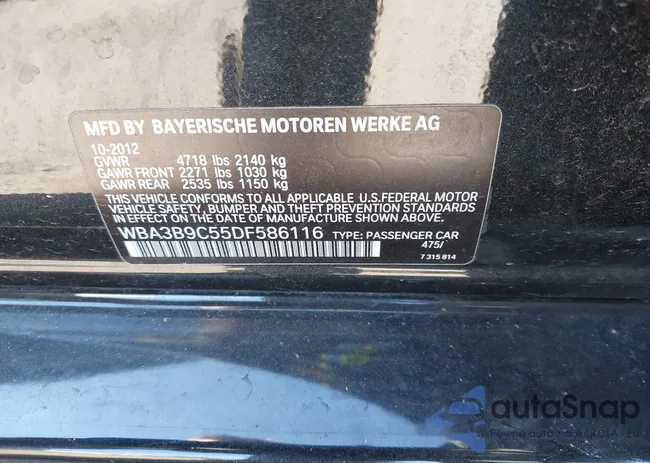 MFD BY BAYERISCHE MOTOREN WERKE AG
10-2012
GVWR 4718 lbs 2140 kg
GAWR FRONT 2271 lbs 1030 kg
GAWR REAR 2535 lbs 1150 kg
THIS VEHICLE CONFORMS TO ALL APPLICABLE U.S.FEDERAL MOTOR
VEHICLE SAFETY, BUMPER AND THEFT PREVENTION STANDARDS
IN EFFECT ON THE DATE OF MANUFACTURE SHOWN ABOVE.
WBA3B9C55DF586116 TYPE: PASSENGER CAR
475/
7 315 814
autoSnap
Pewne auto